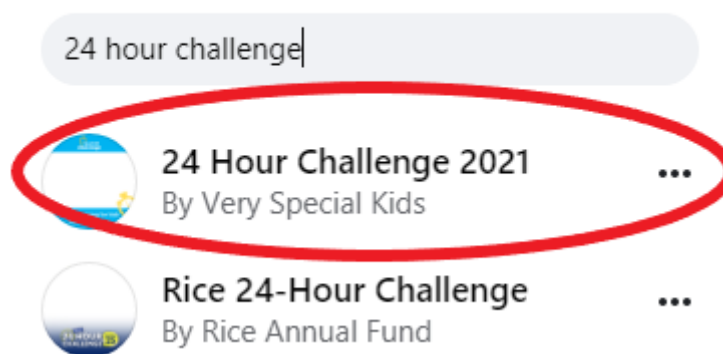 24 hour challenge
24 Hour Challenge 2021
By Very Special Kids
Rice 24-Hour Challenge
By Rice Annual Fund